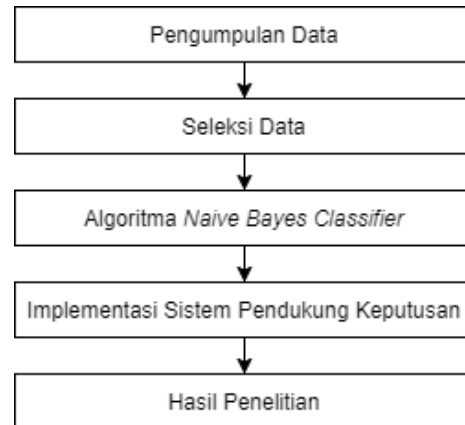 Pengumpulan Data
Seleksi Data
Algoritma Naive Bayes Classifier
Implementasi Sistem Pendukung Keputusan
Hasil Penelitian